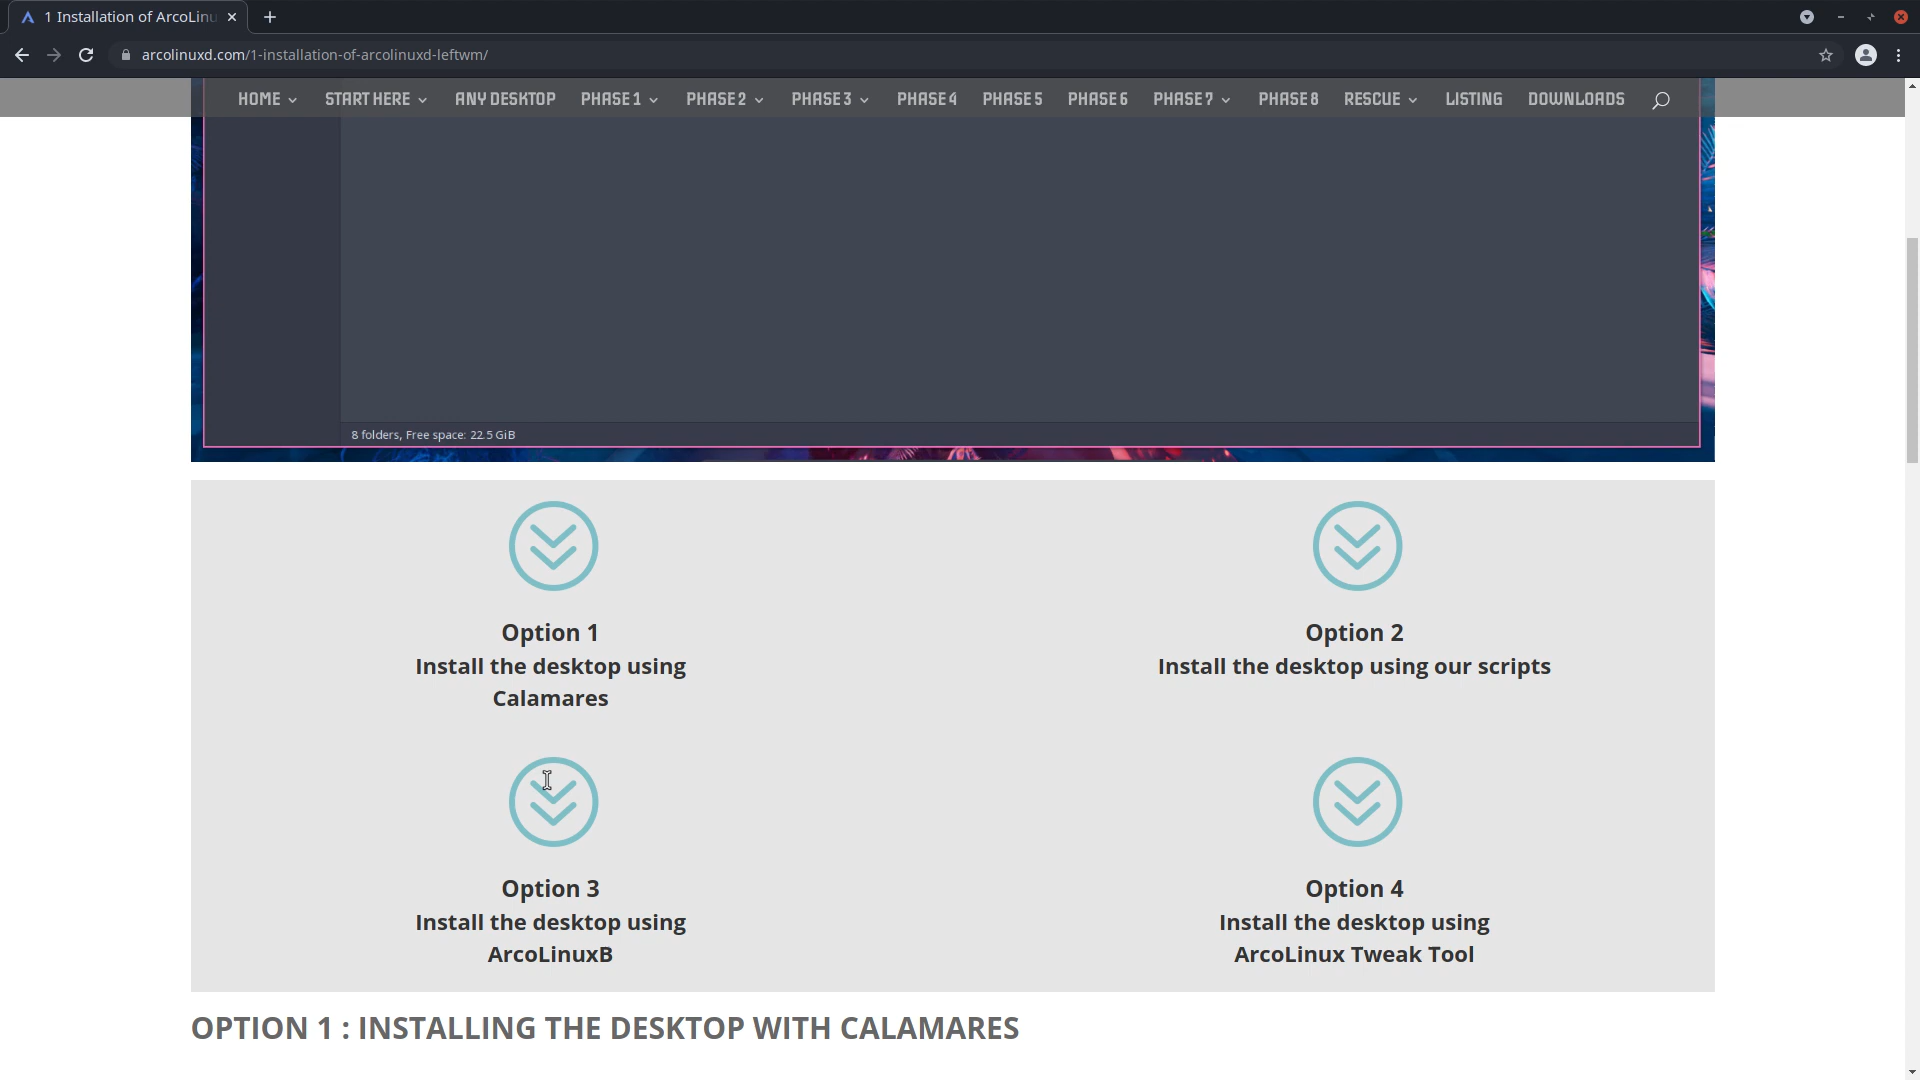 1 Installation of ArcoLinu
arcolinuxd.com/1-installation-of-arcolinuxd-leftwm/
HOME START HERE ANY DESKTOP PHASE 1 PHASE 2 PHASE 3 PHASE 4 PHASE 5 PHASE 6 PHASE 7 PHASE 8 RESCUE LISTING DOWNLOADS
8 folders, Free space: 22.5 GiB
Option 1
Install the desktop using
Calamares
Option 2
Install the desktop using our scripts
Option 3
Install the desktop using
ArcoLinuxB
Option 4
Install the desktop using
ArcoLinux Tweak Tool
OPTION 1 : INSTALLING THE DESKTOP WITH CALAMARES